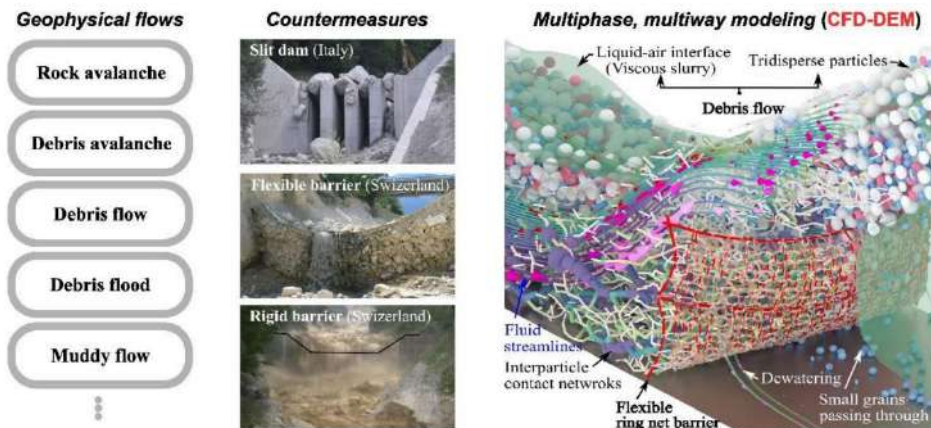 Geophysical flows
Rock avalanche
Debris avalanche
Debris flow
Debris flood
Muddy flow
Countermeasures
Slit dam (Italy)
Flexible barrier (Swizerland)
Rigid barrier (Swizerland)
Multiphase, multiway modeling (CFD-DEM)
Liquid-air interface
(Viscous slurry)
Tridisperse particles
Debris flow
Fluid
streamlines
Interparticle
contact netwroks
Flexible
ring net barrier
Dewatering
Small grains
passing through